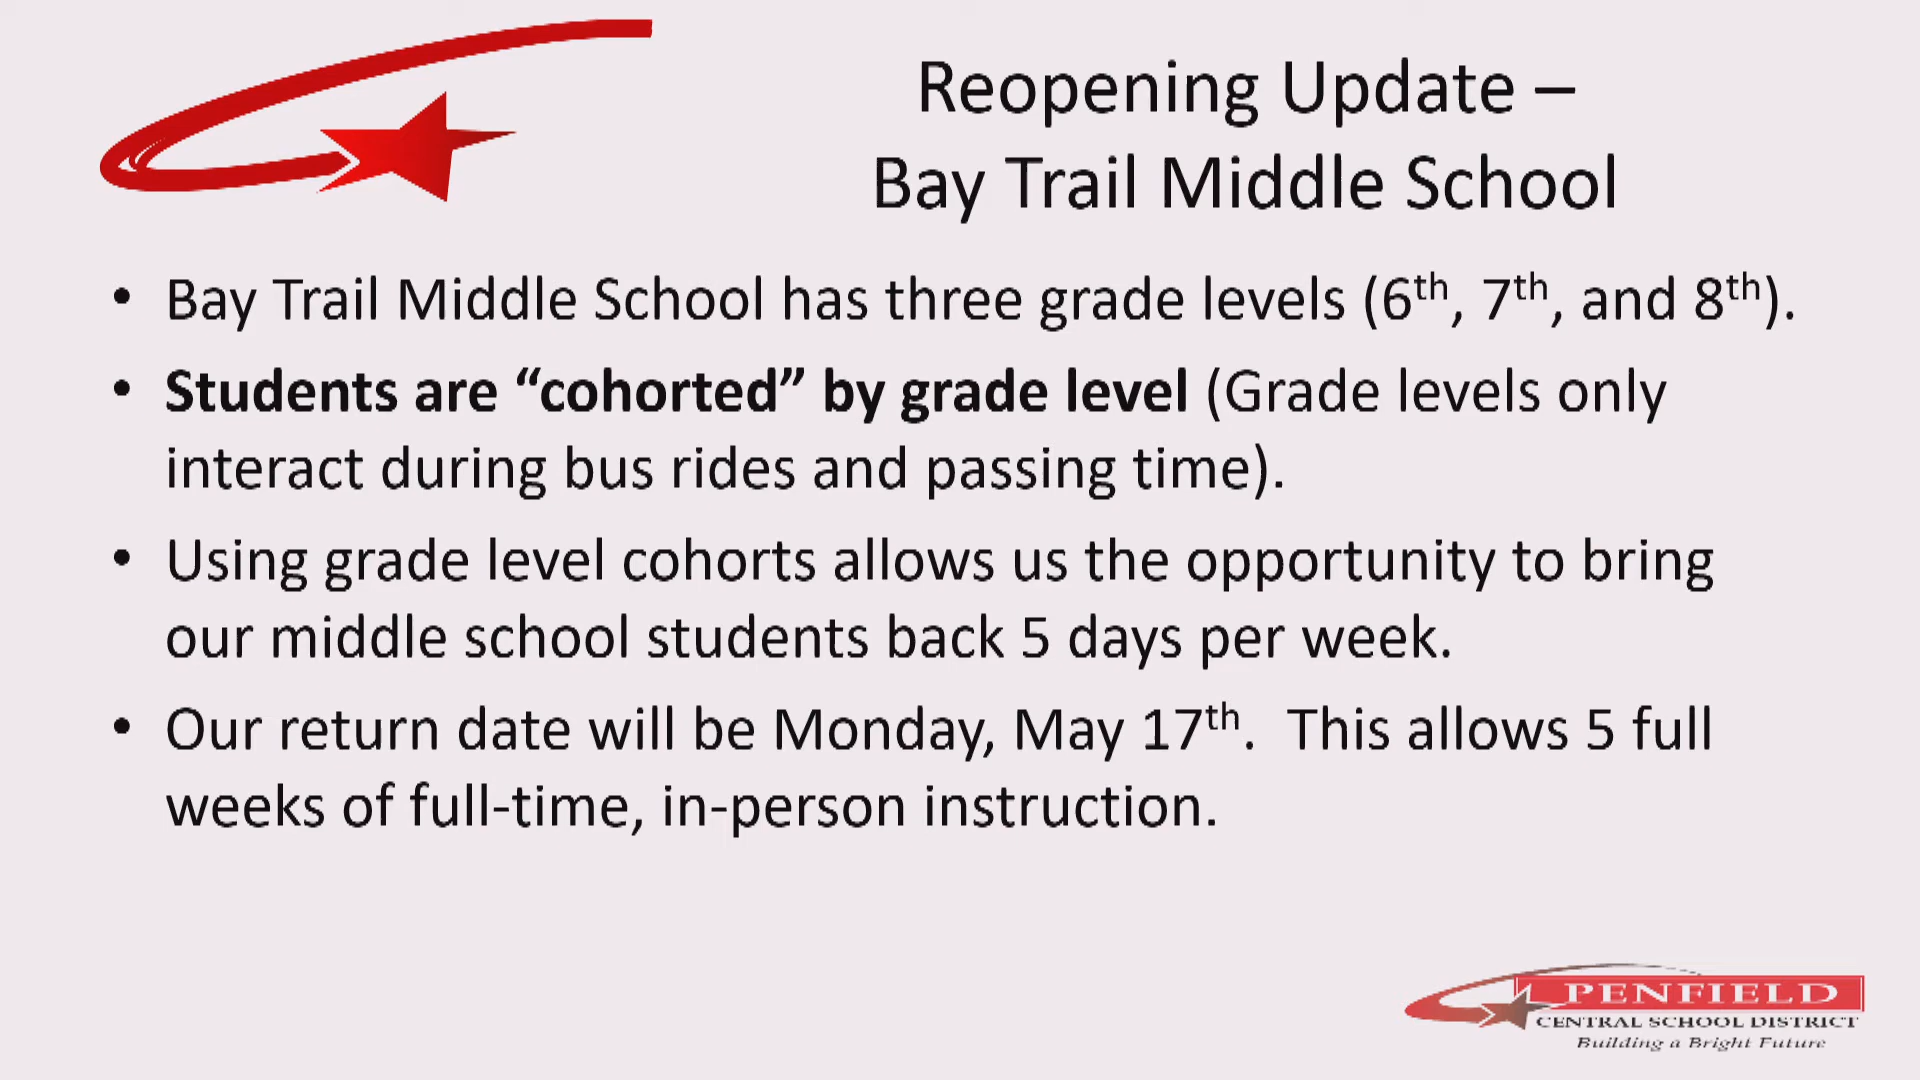 Reopening Update –
Bay Trail Middle School
• Bay Trail Middle School has three grade levels (6th, 7th, and 8th).
• Students are “cohorted” by grade level (Grade levels only
interact during bus rides and passing time).
• Using grade level cohorts allows us the opportunity to bring
our middle school students back 5 days per week.
• Our return date will be Monday, May 17th.  This allows 5 full
weeks of full-time, in-person instruction.
PENFIELD
CENTRAL SCHOOL DISTRICT
Building a Bright Future